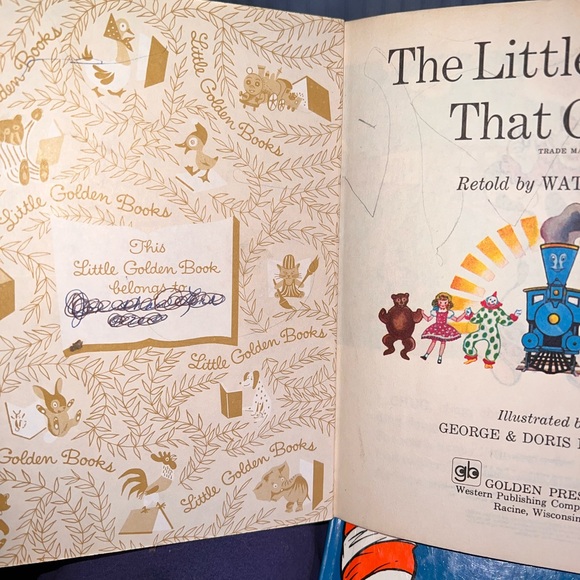 den Books
Little Golden Books
Little Golden Books
This
Little Golden Book
belongs to
Little Golden Books
Golden Books
Little Golden Books
The Little
That
TRADE MA
Retold by WAT
Illustrated b
GEORGE & DORIS
gb
GOLDEN PRES
Western Publishing Comp
Racine, Wisconsin